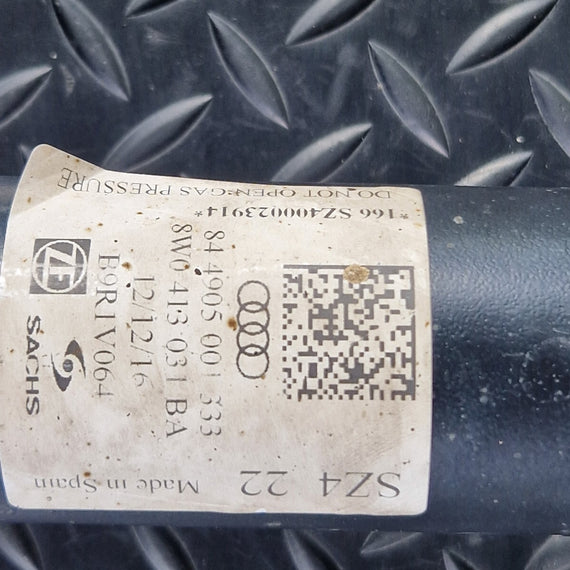 DO NOT OPEN:GAS PRESSURE
*166 SZ400023914*
84 4905 001 333
8W0 413 031 BA
12/12/16
B9R1V064
ZF
SACHS
SZ4 22
Made in Spain